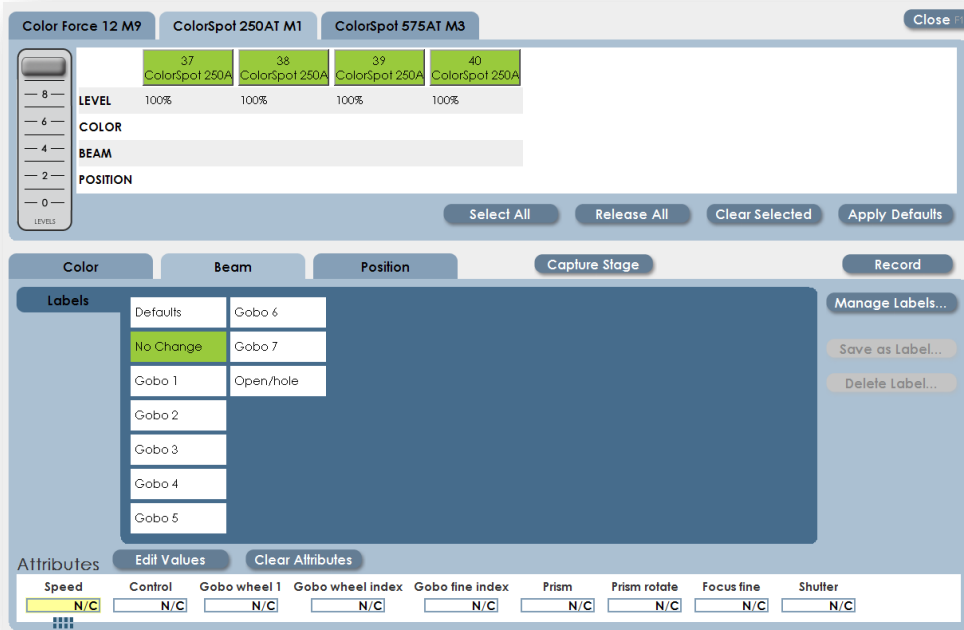 Color Force 12 M9 ColorSpot 250AT M1 ColorSpot 575AT M3 Close
37 38 39 40
ColorSpot 250A ColorSpot 250A ColorSpot 250A ColorSpot 250A
8
LEVEL 100% 100% 100% 100%
6
COLOR
4
BEAM
2
POSITION
0
LEVELS
Select All Release All Clear Selected Apply Defaults
Color Beam Position Capture Stage Record
Labels
Manage Labels...
Defaults Gobo 6
No Change Gobo 7
Save as Label...
Gobo 1 Open/hole
Delete Label...
Gobo 2
Gobo 3
Gobo 4
Gobo 5
Attributes Edit Values Clear Attributes
Speed Control Gobo wheel 1 Gobo wheel index Gobo fine index Prism Prism rotate Focus fine Shutter
N/C N/C N/C N/C N/C N/C N/C N/C N/C